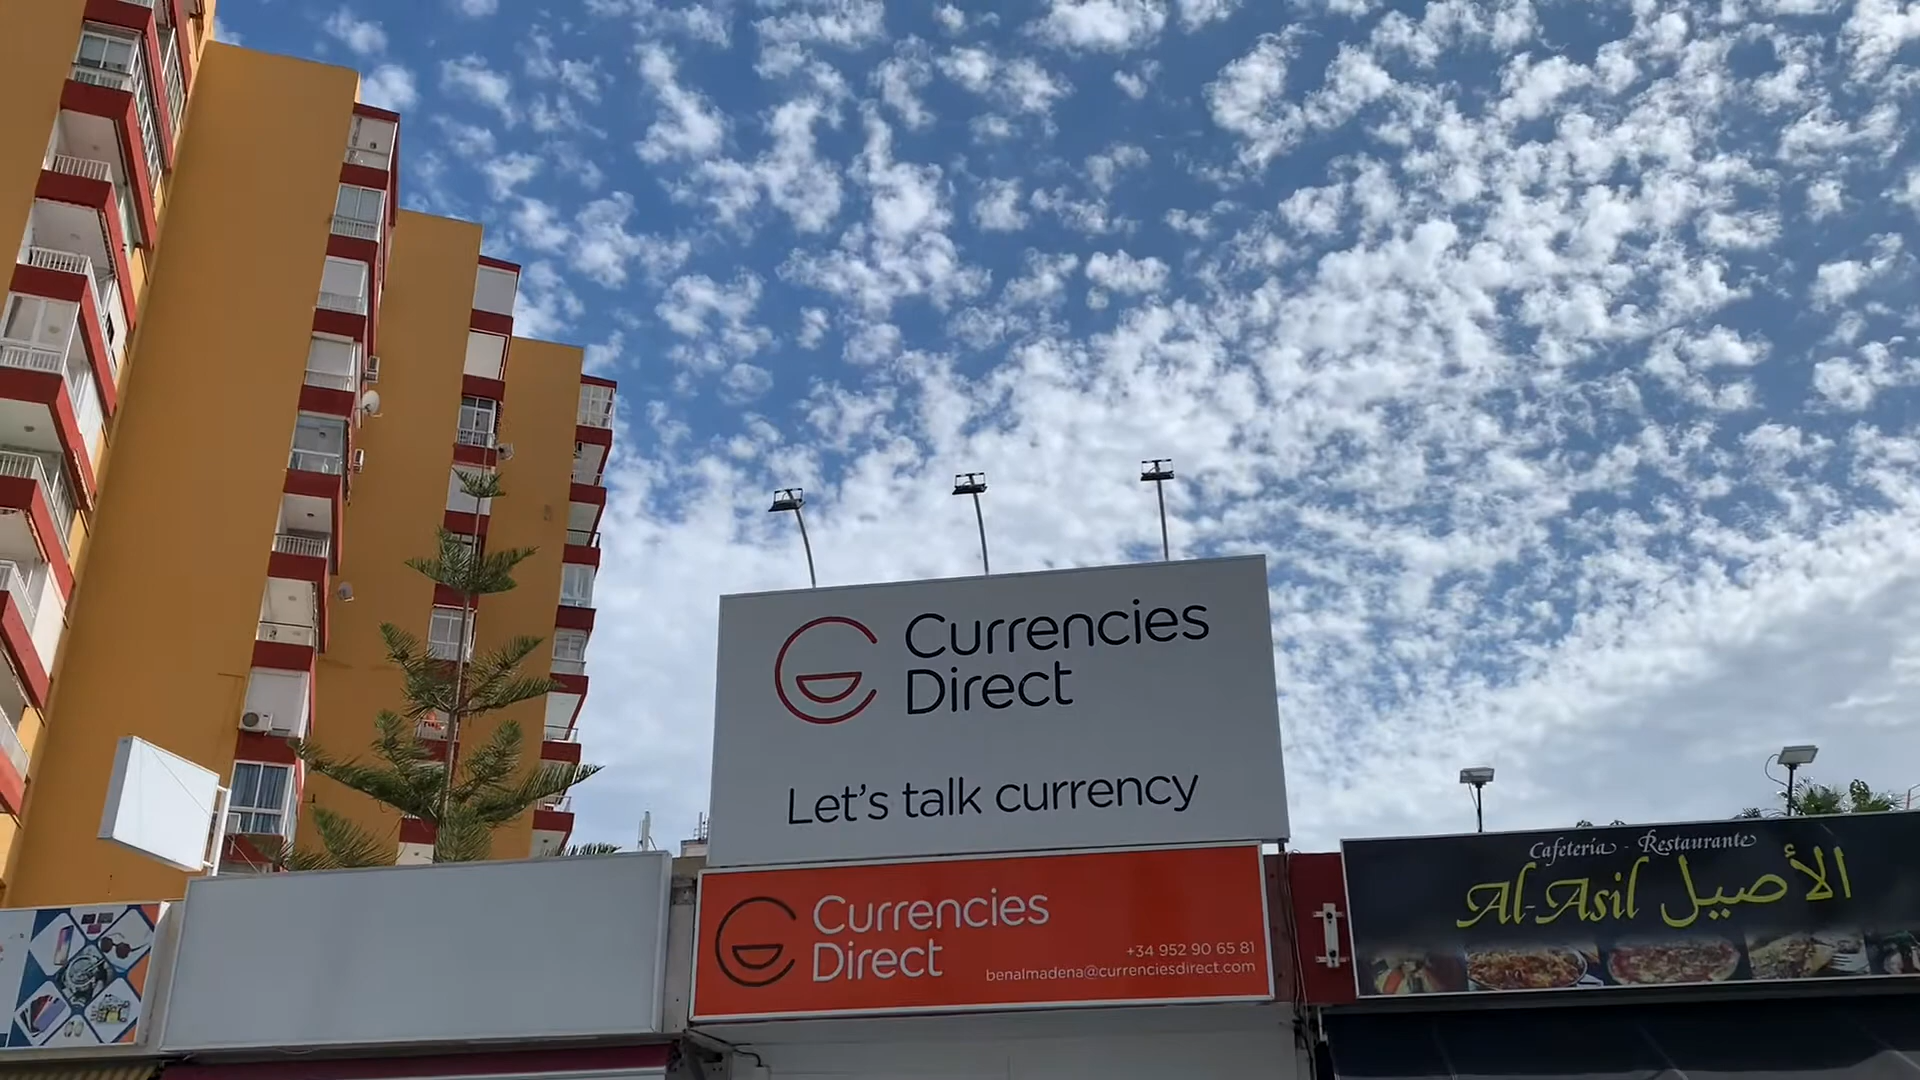 Currencies
Direct
Let's talk currency
Currencies
Direct
+34 952 90 65 81
benalmadena@currenciesdirect.com
Cafetería - Restaurante
Al-Asil الأصيل